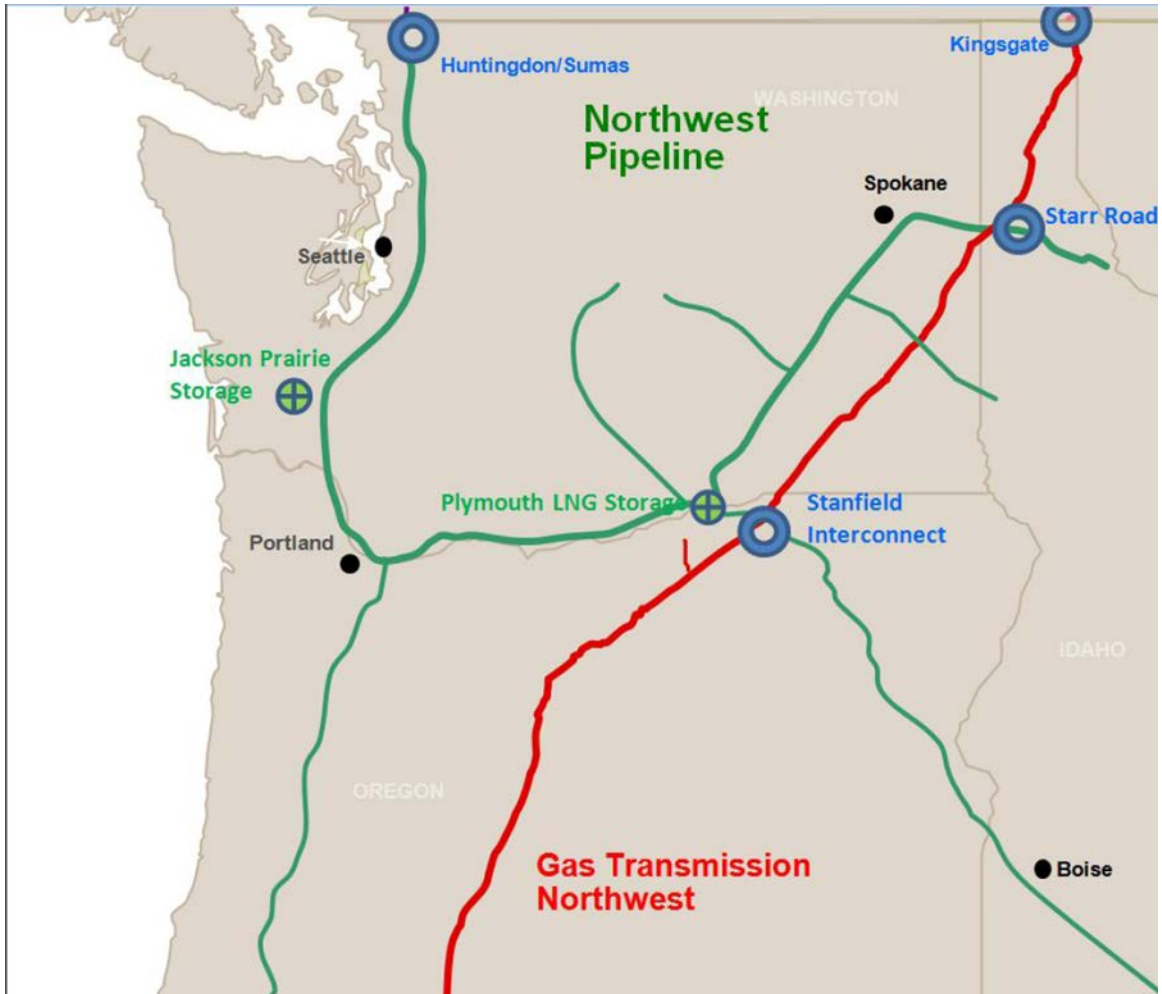 Kingsgate
Huntingdon/Sumas
WASHINGTON
Northwest
Pipeline
Spokane
Starr Road
Seattle
Jackson Prairie
Storage
Plymouth LNG Storage
Stanfield
Interconnect
Portland
IDAHO
OREGON
Gas Transmission
Northwest
Boise